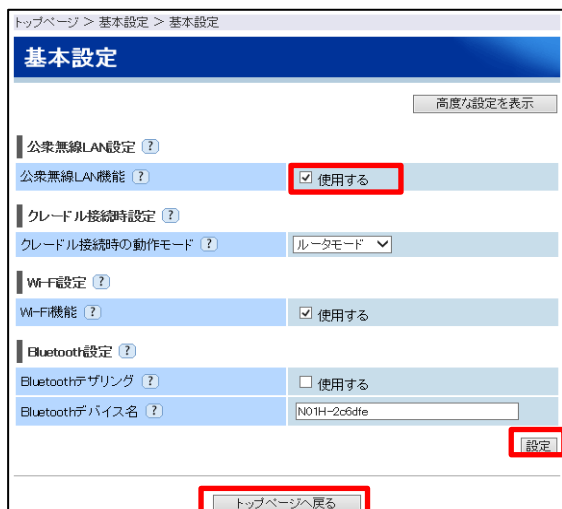 トップページ > 基本設定 > 基本設定
基本設定
高度な設定を表示
公衆無線LAN設定 ?
公衆無線LAN機能 ? 使用する
クレードル接続時設定 ?
クレードル接続時の動作モード ? ルータモード
Wi-Fi設定 ?
Wi-Fi機能 ? 使用する
Bluetooth設定 ?
Bluetoothテザリング ? 使用する
Bluetoothデバイス名 ? N01H-2c6dfe
設定
トップページへ戻る